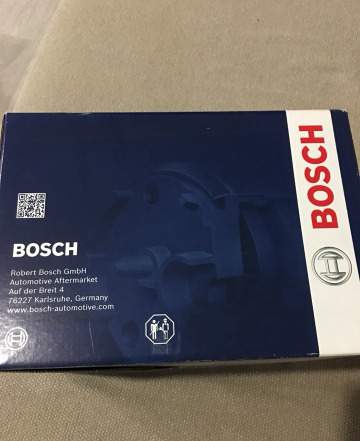 BOSCH
BOSCH
Robert Bosch GmbH
Automotive Aftermarket
Auf der Breit 4
76227 Karlsruhe, Germany
www.bosch-automotive.com